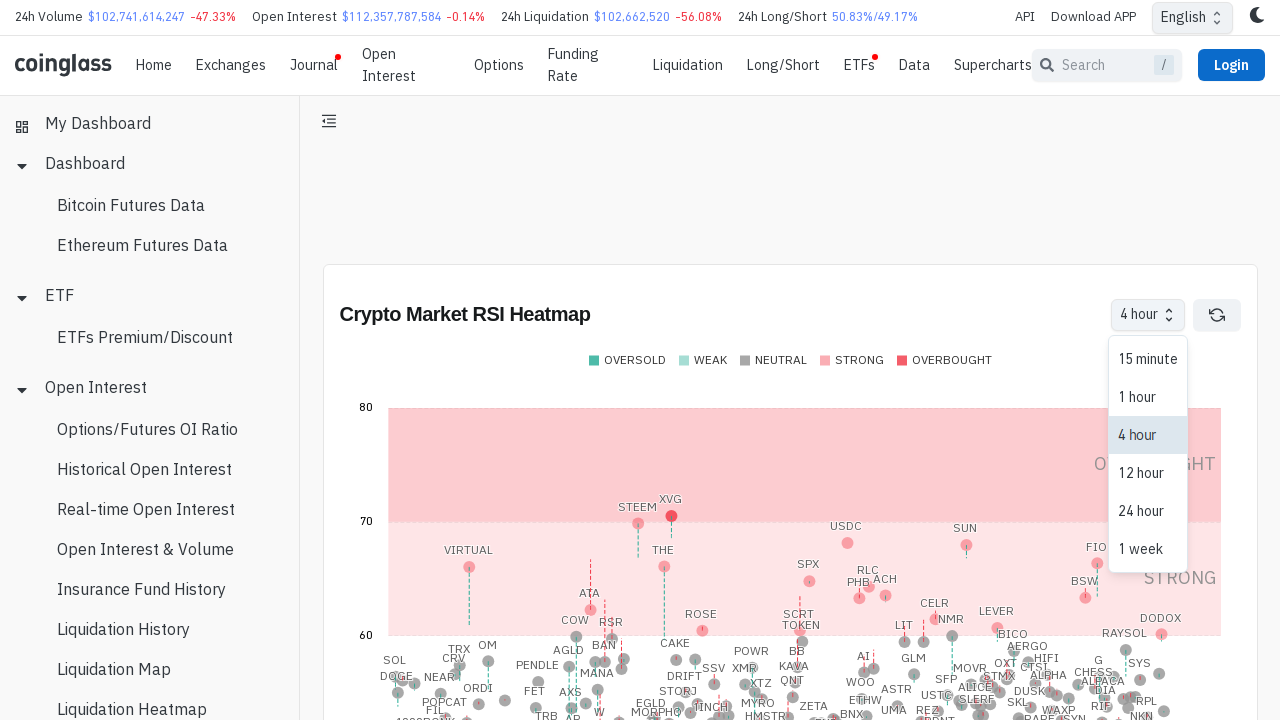 24h Volume $102,741,614,247 -47.33% Open Interest $112,357,787,584 -0.14% 24h Liquidation $102,662,520 -56.08% 24h Long/Short 50.83%/49.17% API Download APP English
coinglass Home Exchanges Journal Open Interest Options Funding Rate Liquidation Long/Short ETFs Data Supercharts Search / Login
My Dashboard
Dashboard
Bitcoin Futures Data
Ethereum Futures Data
ETF
ETFs Premium/Discount
Open Interest
Options/Futures OI Ratio
Historical Open Interest
Real-time Open Interest
Open Interest & Volume
Insurance Fund History
Liquidation History
Liquidation Map
Liquidation Heatmap
Crypto Market RSI Heatmap 4 hour
15 minute
1 hour
4 hour
12 hour
24 hour
1 week
OVERSOLD WEAK NEUTRAL STRONG OVERBOUGHT
80
70
60
STRONG
XVG
STEEM
USDC
SUN
VIRTUAL
THE
SPX
RLC
PHB
ACH
BSW
ATA
CELR
COW
RSR
ROSE
SCRT
TOKEN
LIT
NMR
LEVER
DODOX
BICO
RAYSOL
SOL
TRX
CRV
OM
AGLD
BAN
CAKE
POWR
BB
AI
GLM
AERGO
HIFI
G
SYS
DOGE
NEAR
PENDLE
MANA
DRIFT
SSV
XMR
KAVA
WOO
MOVR
OXT
CTSI
STMX
ALPHA
CHESS
ALPACA
ORDI
FET
AXS
STORJ
XTZ
QNT
ASTR
SFP
ALICE
DUSK
DIA
POPCAT
EGLD
MYRO
ETHW
USTC
SLERF
SKL
RIF
RPL
FIL
TRB
W
MORPHO
1INCH
HMSTR
ZETA
BNX
UMA
REZ
WAXP
NKN